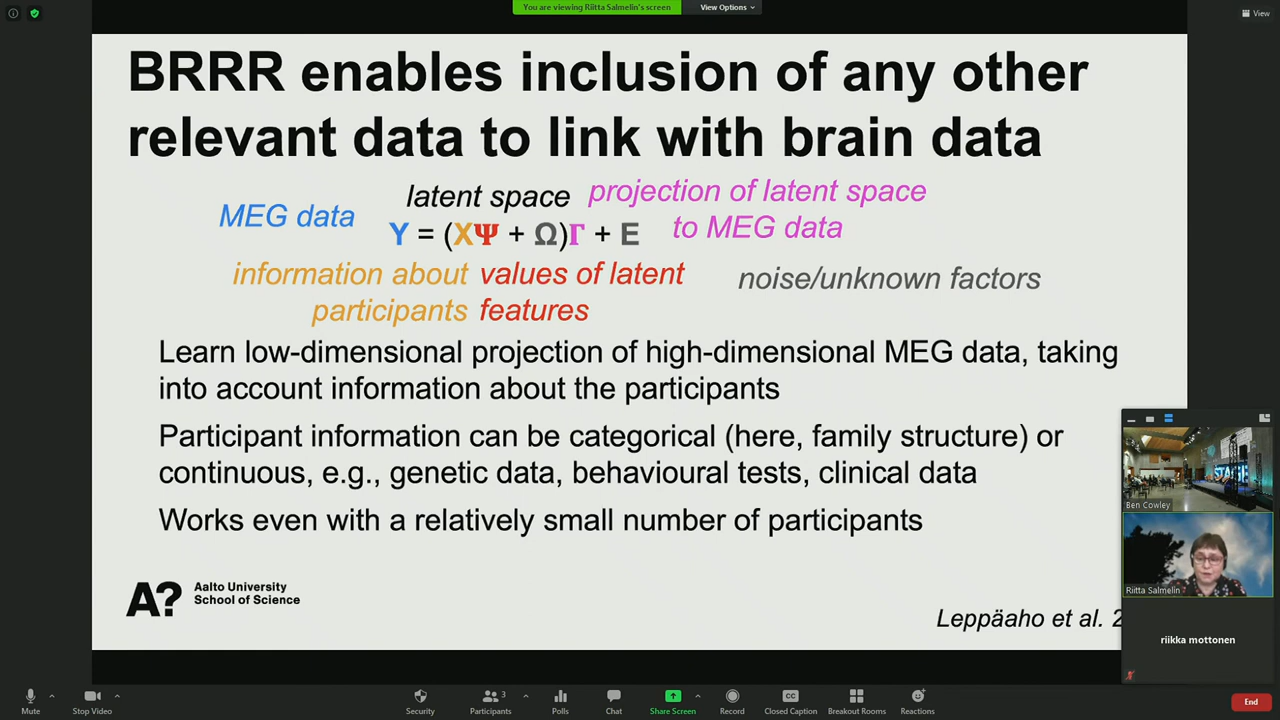 You are viewing Riitta Salmelin's screen
View Options
View
BRRR enables inclusion of any other
relevant data to link with brain data
MEG data
latent space
projection of latent space
to MEG data
Y = (XΨ + Ω)Γ + E
information about
participants
values of latent
features
noise/unknown factors
Learn low-dimensional projection of high-dimensional MEG data, taking
into account information about the participants
Participant information can be categorical (here, family structure) or
continuous, e.g., genetic data, behavioural tests, clinical data
Works even with a relatively small number of participants
A?
Aalto University
School of Science
Leppäaho et al. 2
STAGE
Ben Cowley
Riitta Salmelin
riikka mottonen
Mute
Stop Video
Security
Participants
3
Polls
Chat
Share Screen
Record
CC
Closed Caption
Breakout Rooms
Reactions
End